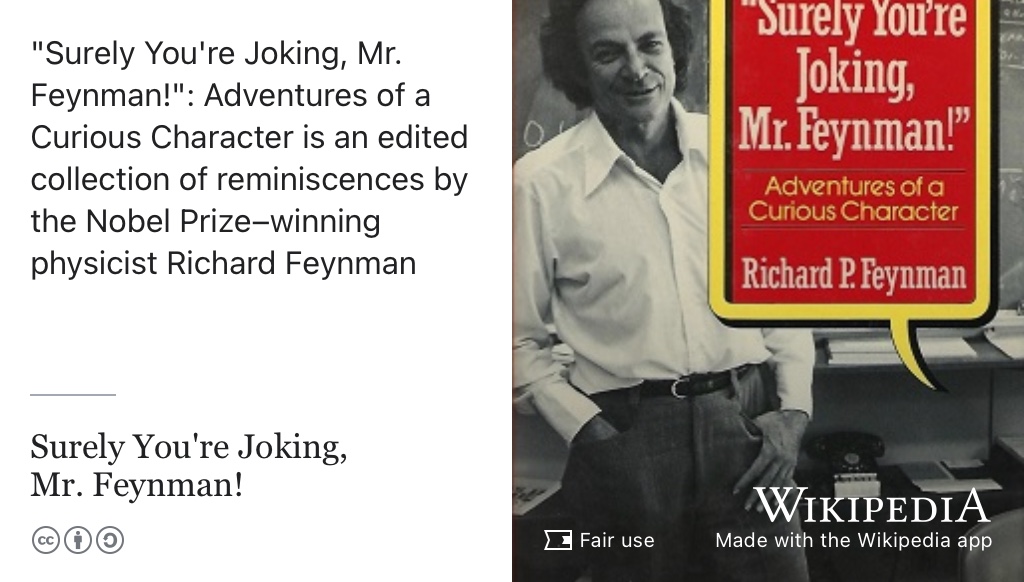 "Surely You're Joking, Mr.
Feynman!": Adventures of a
Curious Character is an edited
collection of reminiscences by
the Nobel Prize–winning
physicist Richard Feynman
Surely You're Joking,
Mr. Feynman!
cc
"Surely You're
Joking,
Mr. Feynman!"
Adventures of a
Curious Character
Richard P. Feynman
WIKIPEDIA
Fair use
Made with the Wikipedia app